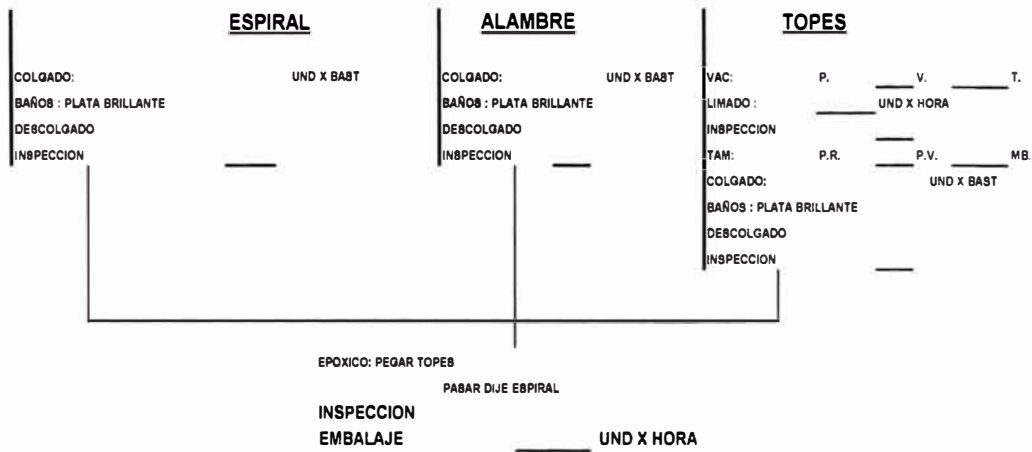 ESPIRAL
COLGADO: UND X BAST
BAÑOS : PLATA BRILLANTE
DESCOLGADO
INSPECCION
ALAMBRE
COLGADO: UND X BAST
BAÑOS : PLATA BRILLANTE
DESCOLGADO
INSPECCION
TOPES
VAC: P. V. T.
LIMADO : UND X HORA
INSPECCION
TAM: P.R. P.V. MB.
COLGADO: UND X BAST
BAÑOS : PLATA BRILLANTE
DESCOLGADO
INSPECCION
EPOXICO: PEGAR TOPES
PASAR DIJE ESPIRAL
INSPECCION
EMBALAJE UND X HORA